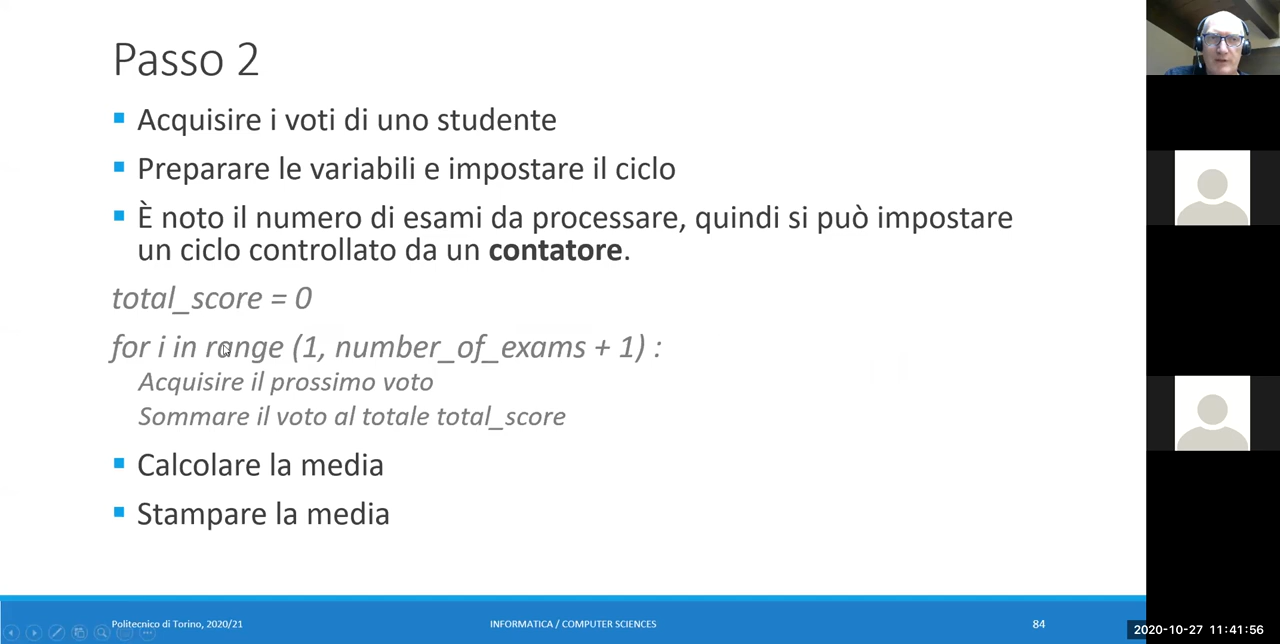 Passo 2
Acquisire i voti di uno studente
Preparare le variabili e impostare il ciclo
È noto il numero di esami da processare, quindi si può impostare
un ciclo controllato da un contatore.
total_score = 0
for i in range (1, number_of_exams + 1) :
Acquisire il prossimo voto
Sommare il voto al totale total_score
Calcolare la media
Stampare la media
Politecnico di Torino, 2020/21
INFORMATICA / COMPUTER SCIENCES
84
2020-10-27 11:41:56